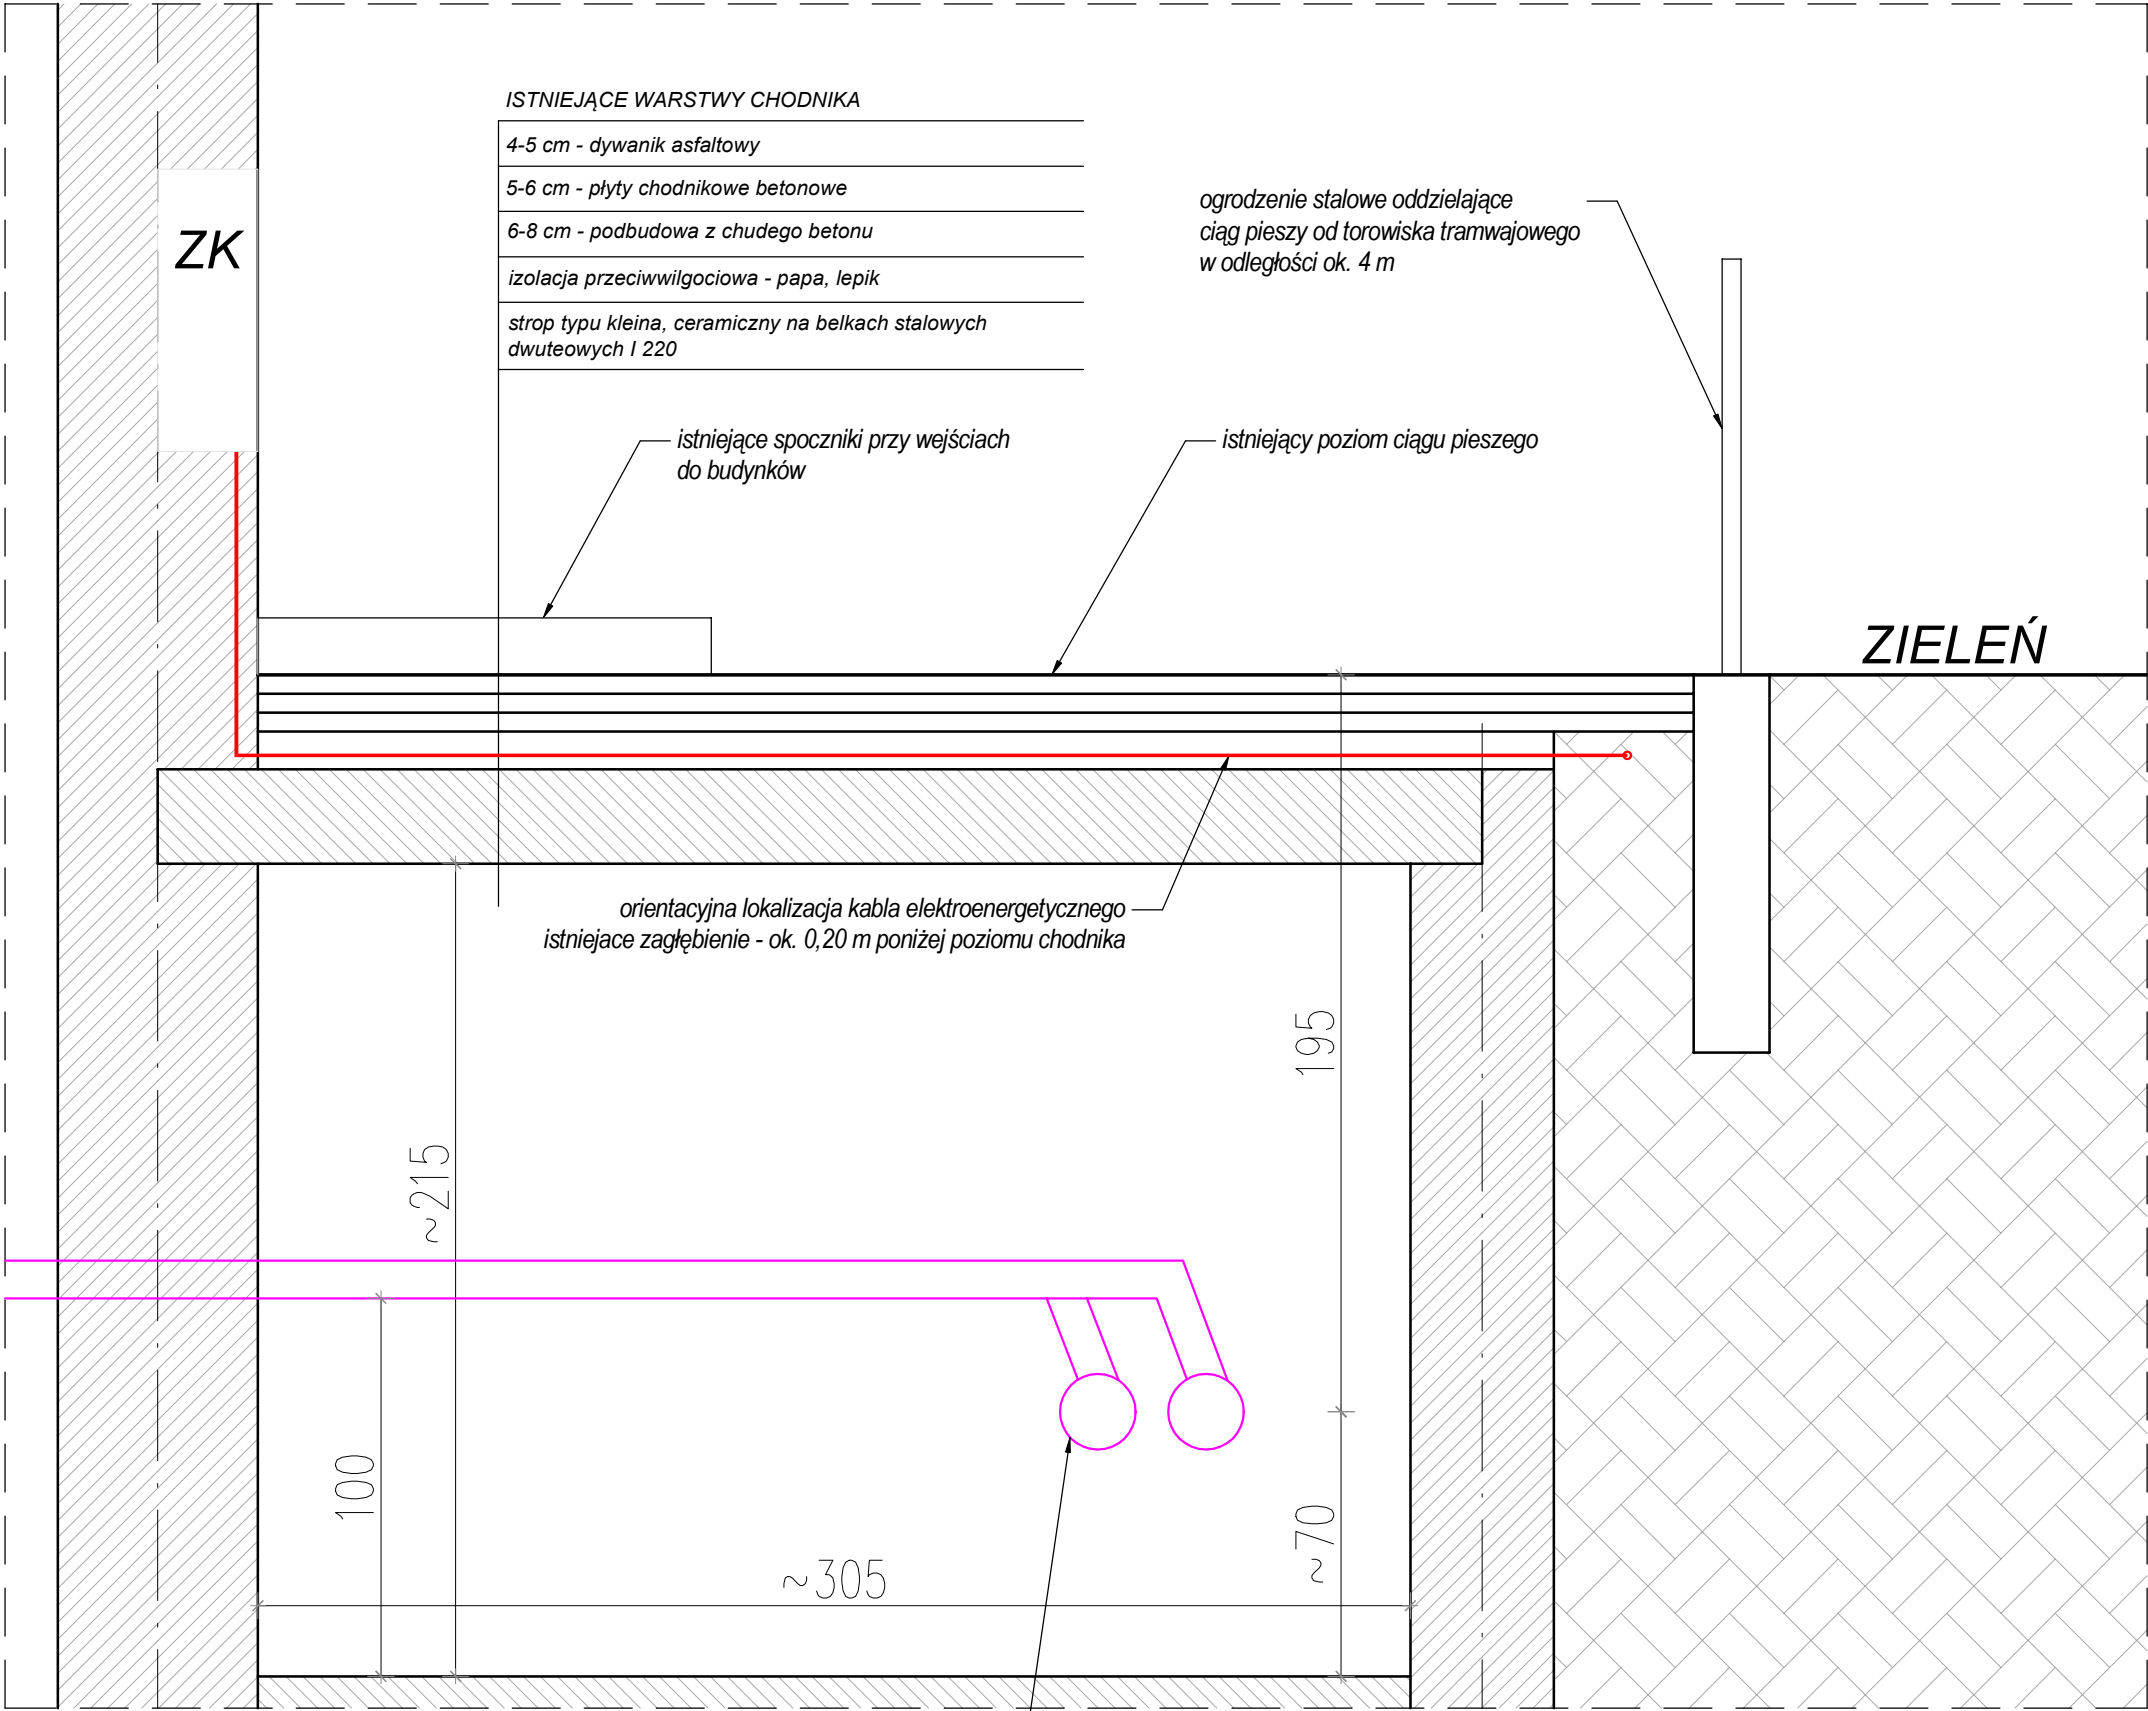 ISTNIEJĄCE WARSTWY CHODNIKA
4-5 cm - dywanik asfaltowy
5-6 cm - płyty chodnikowe betonowe
6-8 cm - podbudowa z chudego betonu
izolacja przeciwwilgociowa - papa, lepik
strop typu kleina, ceramiczny na belkach stalowych
dwuteowych I 220
ZK
ogrodzenie stalowe oddzielające
ciąg pieszy od torowiska tramwajowego
w odległości ok. 4 m
istniejące spoczniki przy wejściach
do budynków
istniejący poziom ciągu pieszego
ZIELEŃ
orientacyjna lokalizacja kabla elektroenergetycznego
istniejace zagłębienie - ok. 0,20 m poniżej poziomu chodnika
195
~215
100
~70
~305